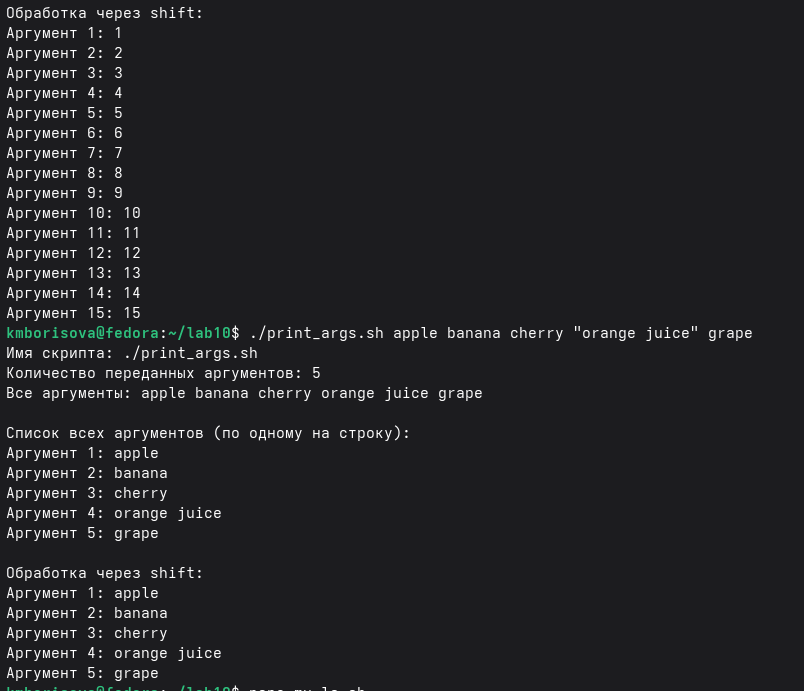 Обработка через shift:
Аргумент 1: 1
Аргумент 2: 2
Аргумент 3: 3
Аргумент 4: 4
Аргумент 5: 5
Аргумент 6: 6
Аргумент 7: 7
Аргумент 8: 8
Аргумент 9: 9
Аргумент 10: 10
Аргумент 11: 11
Аргумент 12: 12
Аргумент 13: 13
Аргумент 14: 14
Аргумент 15: 15
kmborisova@fedora:~/lab10$ ./print_args.sh apple banana cherry "orange juice" grape
Имя скрипта: ./print_args.sh
Количество переданных аргументов: 5
Все аргументы: apple banana cherry orange juice grape
Список всех аргументов (по одному на строку):
Аргумент 1: apple
Аргумент 2: banana
Аргумент 3: cherry
Аргумент 4: orange juice
Аргумент 5: grape
Обработка через shift:
Аргумент 1: apple
Аргумент 2: banana
Аргумент 3: cherry
Аргумент 4: orange juice
Аргумент 5: grape
kmborisova@fedora:~/lab10$